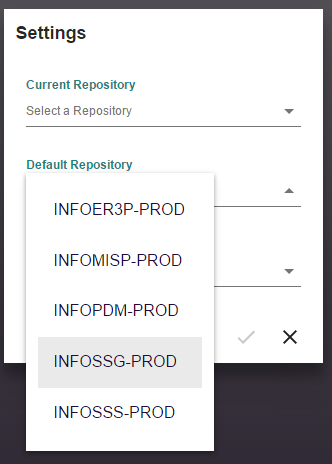 Settings
Current Repository
Select a Repository
Default Repository
INFOER3P-PROD
INFOMISP-PROD
INFOPDM-PROD
INFOSSG-PROD
INFOSSS-PROD